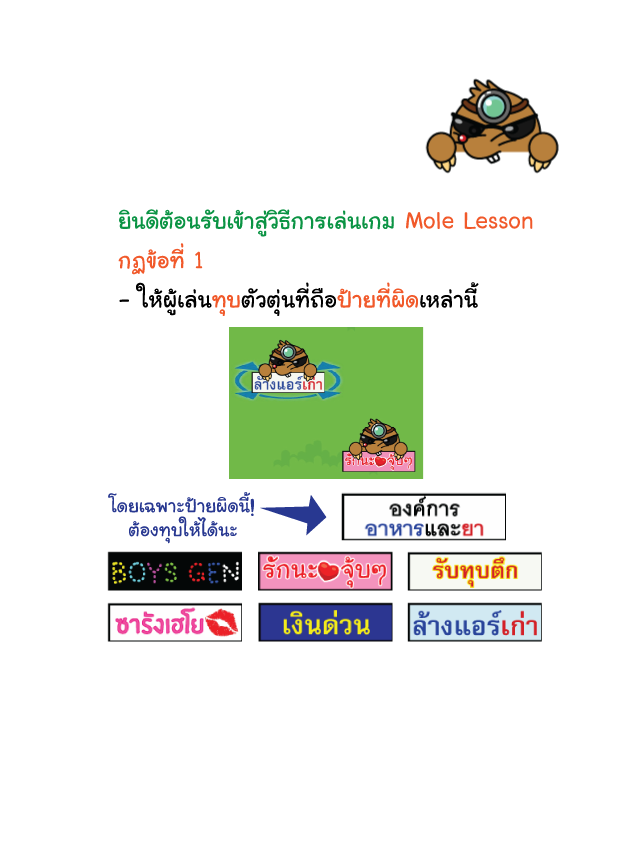 ยินดีต้อนรับเข้าสู่วิธีการเล่นเกม Mole Lesson
กฏข้อที่ 1
- ให้ผู้เล่นทุบตัวตุ่นที่ถือป้ายที่ผิดเหล่านี้
ล้างแอร์เก่า
รักนะจุ้บๆ
โดยเฉพาะป้ายผิดนี้!
ต้องทุบให้ได้นะ
องค์การ
อาหารและยา
BOYS GEN
รักนะจุ้บๆ
รับทุบตึก
ซารังเฮโย
เงินด่วน
ล้างแอร์เก่า